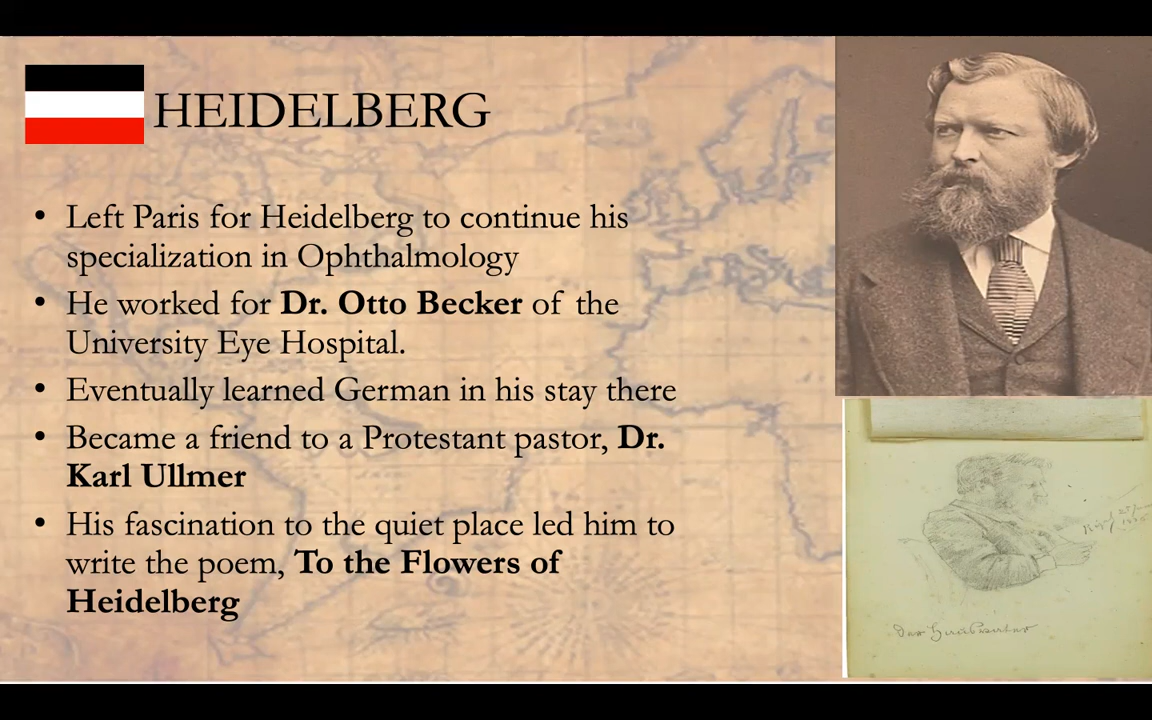 HEIDELBERG
• Left Paris for Heidelberg to continue his
specialization in Ophthalmology
• He worked for Dr. Otto Becker of the
University Eye Hospital.
• Eventually learned German in his stay there
• Became a friend to a Protestant pastor, Dr.
Karl Ullmer
• His fascination to the quiet place led him to
write the poem, To the Flowers of
Heidelberg